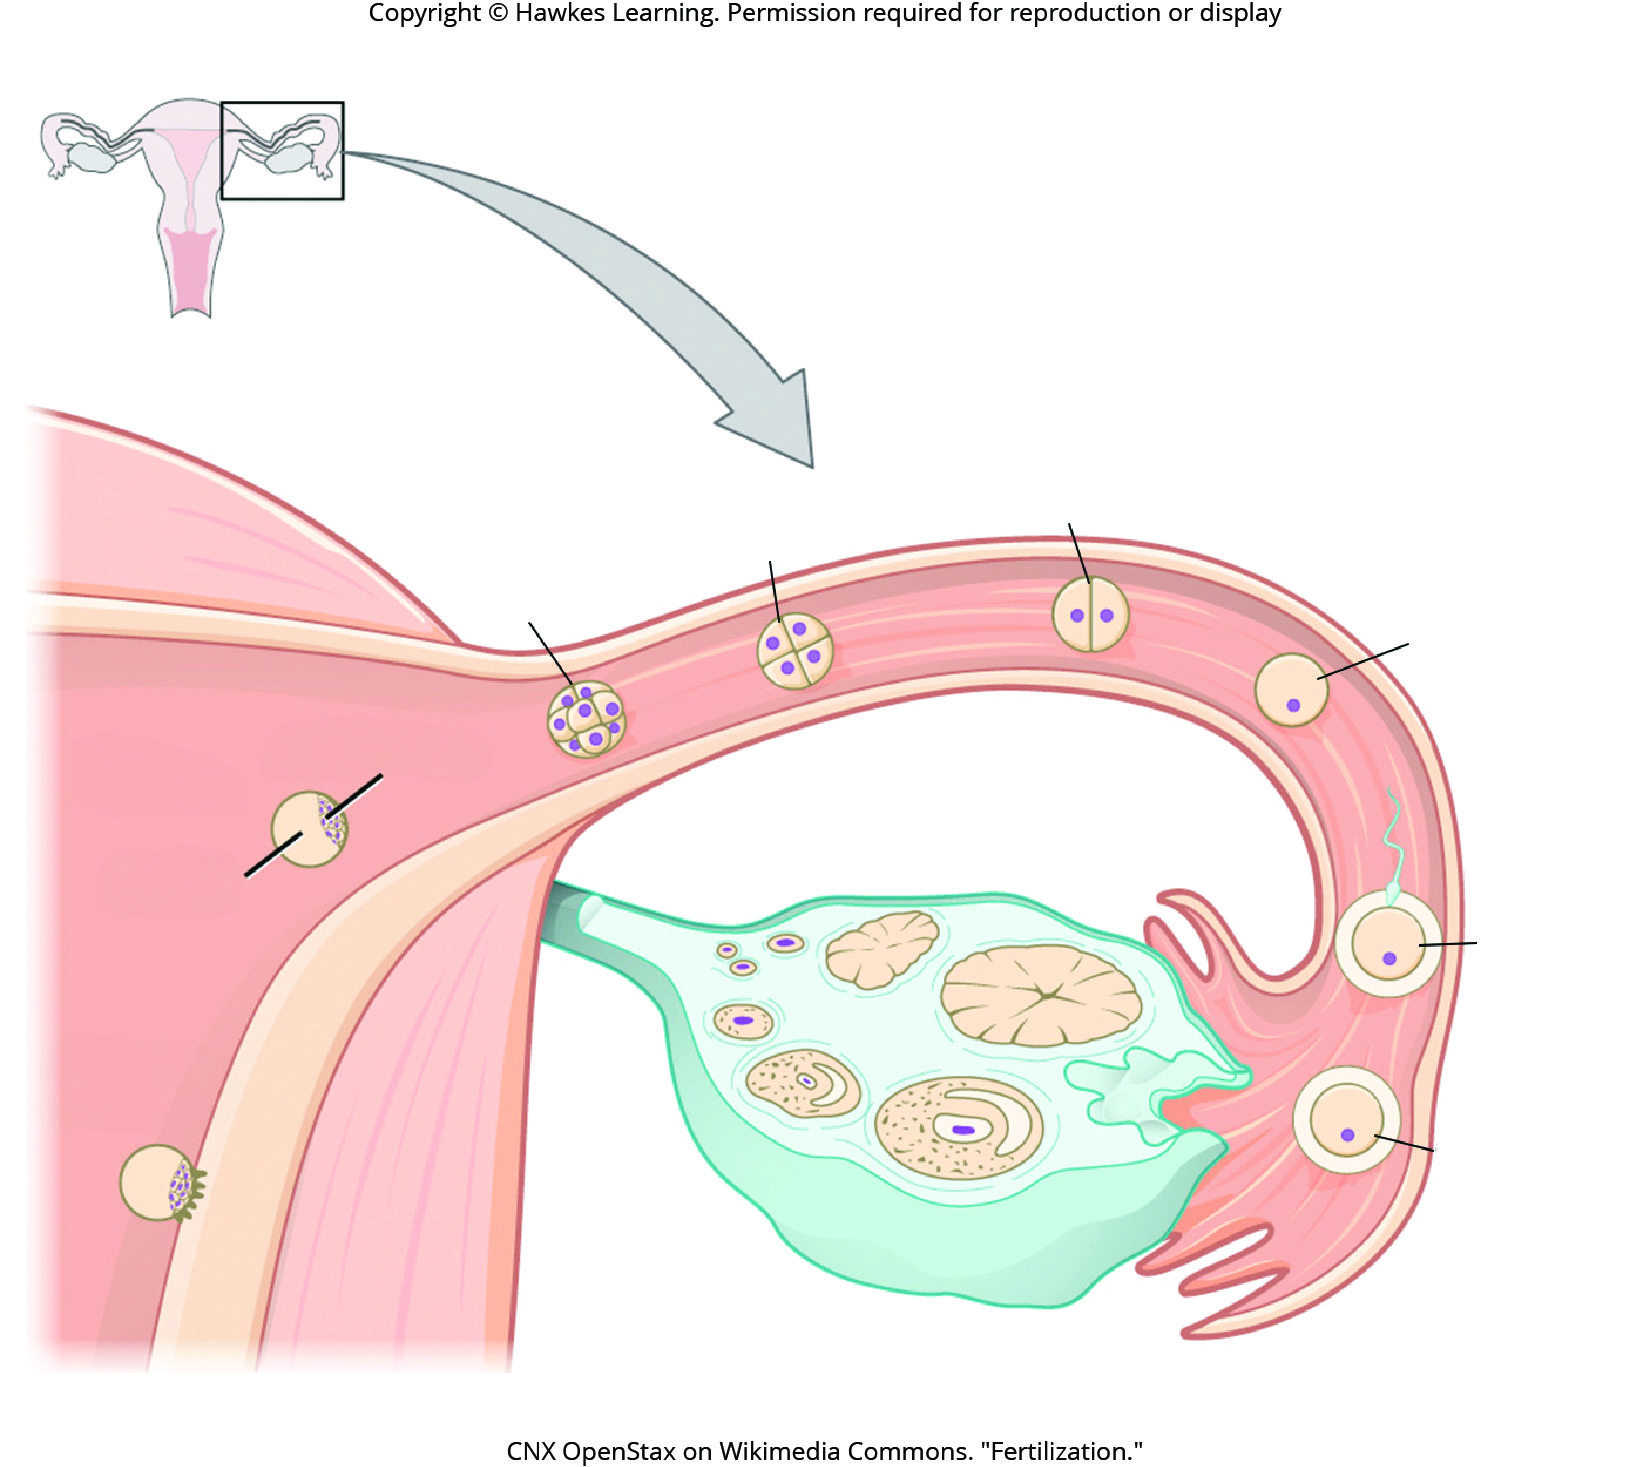 Copyright © Hawkes Learning. Permission required for reproduction or display
CNX OpenStax on Wikimedia Commons. "Fertilization."